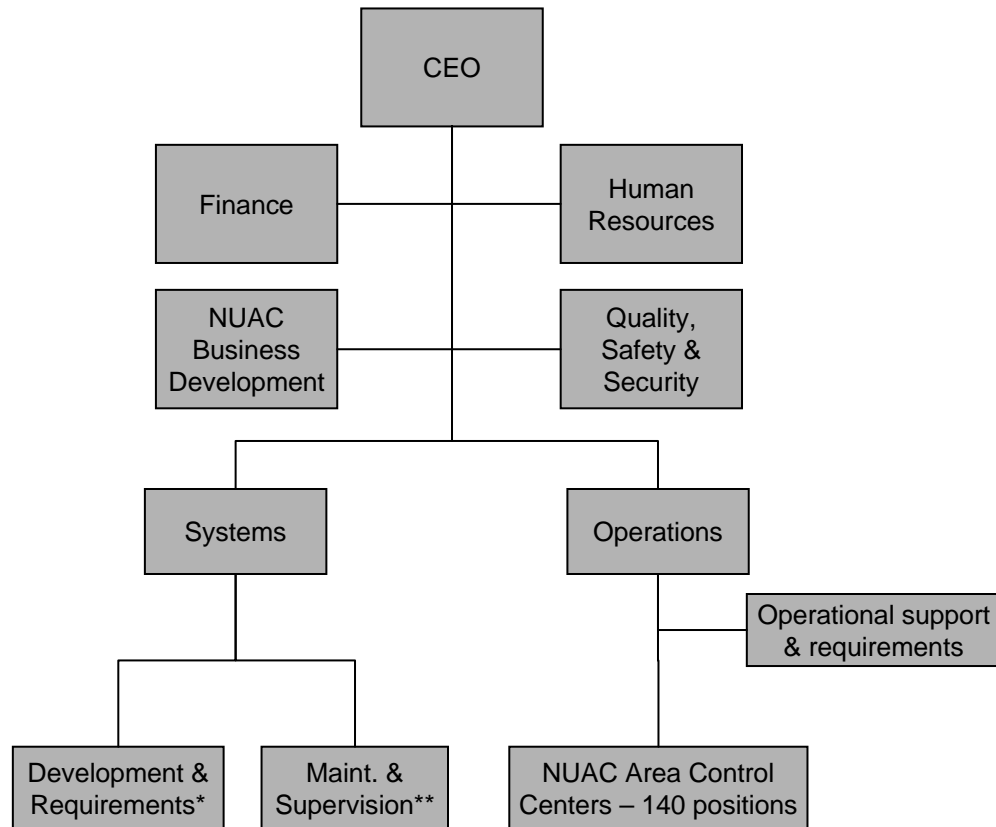 CEO
Finance
Human
Resources
NUAC
Business
Development
Quality,
Safety &
Security
Systems
Operations
Operational support
& requirements
Development &
Requirements*
Maint. &
Supervision**
NUAC Area Control
Centers – 140 positions